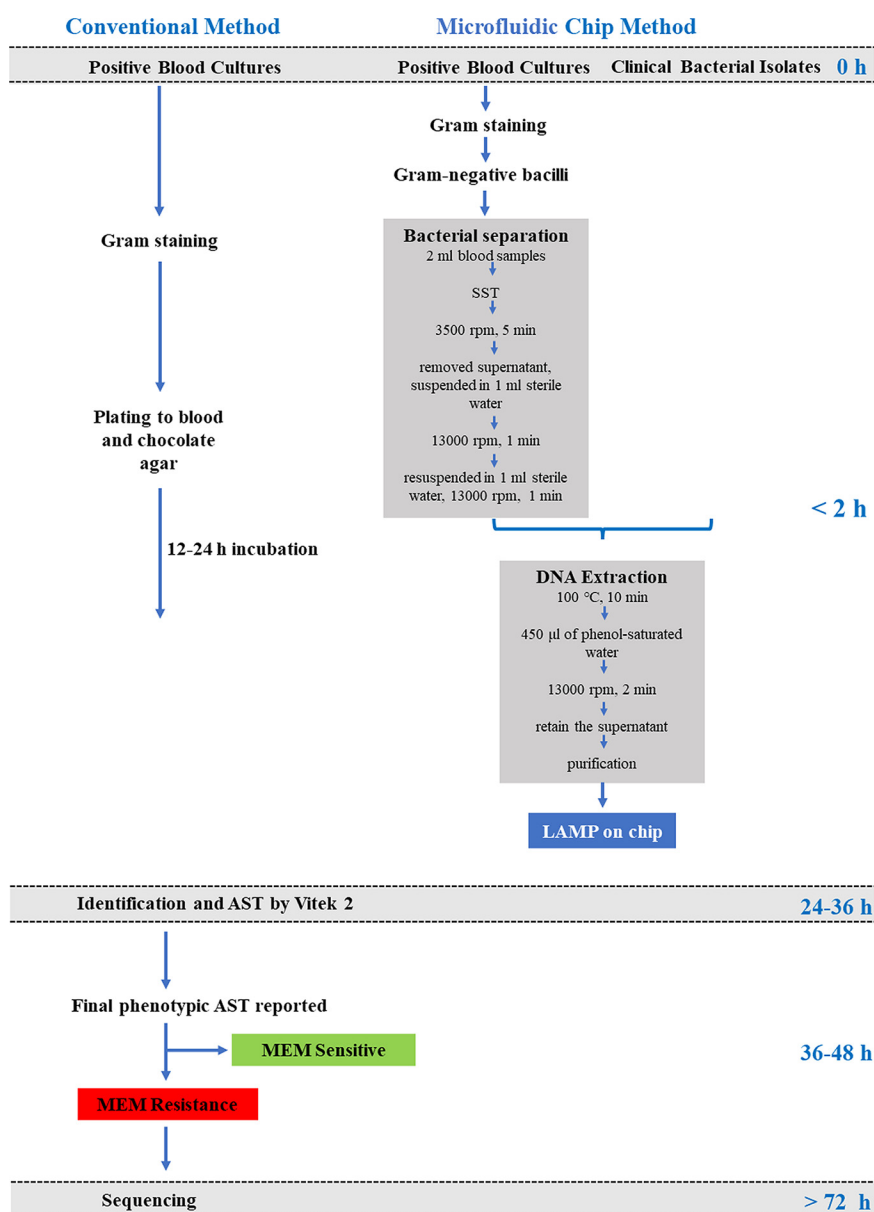 Conventional Method
Microfluidic Chip Method
Positive Blood Cultures
Positive Blood Cultures
Clinical Bacterial Isolates
0 h
Gram staining
Gram-negative bacilli
Gram staining
Plating to blood
and chocolate
agar
12-24 h incubation
Bacterial separation
2 ml blood samples
SST
3500 rpm, 5 min
removed supernatant,
suspended in 1 ml sterile
water
13000 rpm, 1 min
resuspended in 1 ml sterile
water, 13000 rpm, 1 min
< 2 h
DNA Extraction
100 °C, 10 min
450 μl of phenol-saturated
water
13000 rpm, 2 min
retain the supernatant
purification
LAMP on chip
Identification and AST by Vitek 2
24-36 h
Final phenotypic AST reported
MEM Sensitive
36-48 h
MEM Resistance
Sequencing
> 72 h